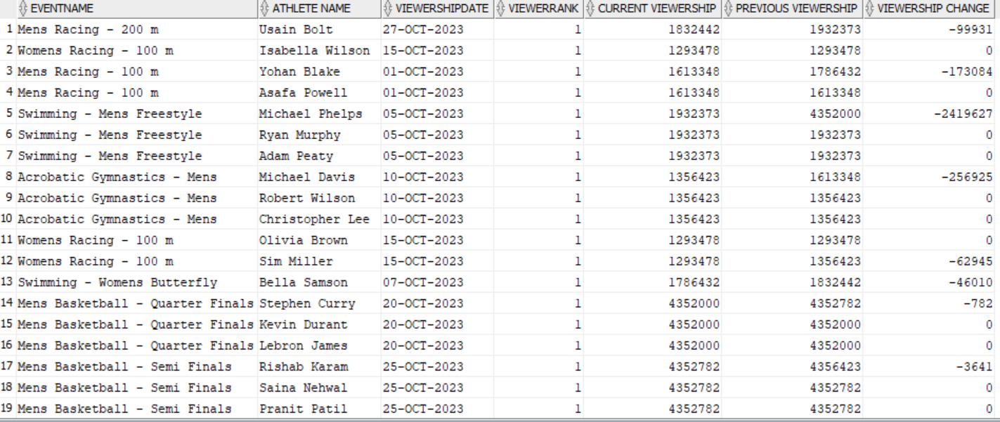 EVENTNAME ATHLETE NAME VIEWERSHIPDATE VIEWERRANK CURRENT VIEWERSHIP PREVIOUS VIEWERSHIP VIEWERSHIP CHANGE
1 Mens Racing - 200 m Usain Bolt 27-OCT-2023 1 1832442 1932373 -99931
2 Womens Racing - 100 m Isabella Wilson 15-OCT-2023 1 1293478 1293478 0
3 Mens Racing - 100 m Yohan Blake 01-OCT-2023 1 1613348 1786432 -173084
4 Mens Racing - 100 m Asafa Powell 01-OCT-2023 1 1613348 1613348 0
5 Swimming - Mens Freestyle Michael Phelps 05-OCT-2023 1 1932373 4352000 -2419627
6 Swimming - Mens Freestyle Ryan Murphy 05-OCT-2023 1 1932373 1932373 0
7 Swimming - Mens Freestyle Adam Peaty 05-OCT-2023 1 1932373 1932373 0
8 Acrobatic Gymnastics - Mens Michael Davis 10-OCT-2023 1 1356423 1613348 -256925
9 Acrobatic Gymnastics - Mens Robert Wilson 10-OCT-2023 1 1356423 1356423 0
10 Acrobatic Gymnastics - Mens Christopher Lee 10-OCT-2023 1 1356423 1356423 0
11 Womens Racing - 100 m Olivia Brown 15-OCT-2023 1 1293478 1293478 0
12 Womens Racing - 100 m Sim Miller 15-OCT-2023 1 1293478 1356423 -62945
13 Swimming - Womens Butterfly Bella Samson 07-OCT-2023 1 1786432 1832442 -46010
14 Mens Basketball - Quarter Finals Stephen Curry 20-OCT-2023 1 4352000 4352782 -782
15 Mens Basketball - Quarter Finals Kevin Durant 20-OCT-2023 1 4352000 4352000 0
16 Mens Basketball - Quarter Finals Lebron James 20-OCT-2023 1 4352000 4352000 0
17 Mens Basketball - Semi Finals Rishab Karam 25-OCT-2023 1 4352782 4356423 -3641
18 Mens Basketball - Semi Finals Saina Nehwal 25-OCT-2023 1 4352782 4352782 0
19 Mens Basketball - Semi Finals Pranit Patil 25-OCT-2023 1 4352782 4352782 0